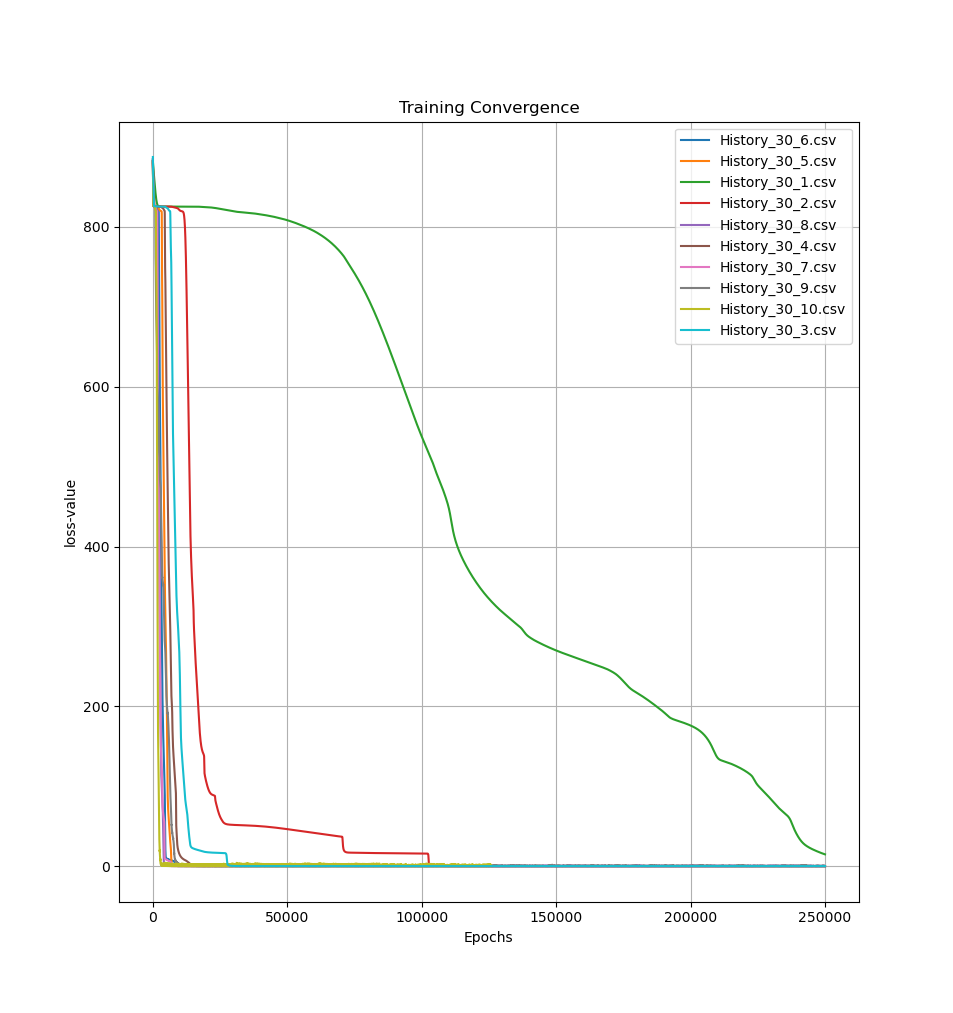 Training Convergence
History_30_6.csv
History_30_5.csv
History_30_1.csv
History_30_2.csv
History_30_8.csv
History_30_4.csv
History_30_7.csv
History_30_9.csv
History_30_10.csv
History_30_3.csv
loss-value
800
600
400
200
0
0 50000 100000 150000 200000 250000
Epochs